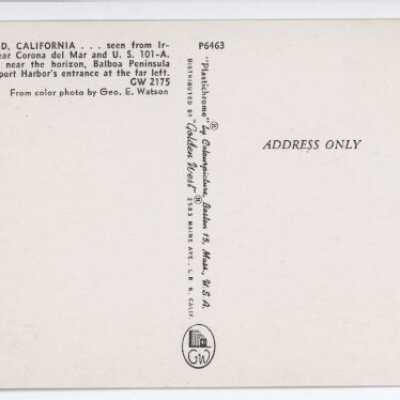 D, CALIFORNIA . . . seen from Ir-
ear Corona del Mar and U. S. 101-A.
near the horizon, Balboa Peninsula
port Harbor's entrance at the far left.
GW 2175
From color photo by Geo. E. Watson
P6463
"Plastichrome"® by Colourpicture, Boston 15, Mass., U.S.A.
DISTRIBUTED BY "Golden West"® 2583 MAINE AVE., L. B. 6, CALIF.
GW
ADDRESS ONLY